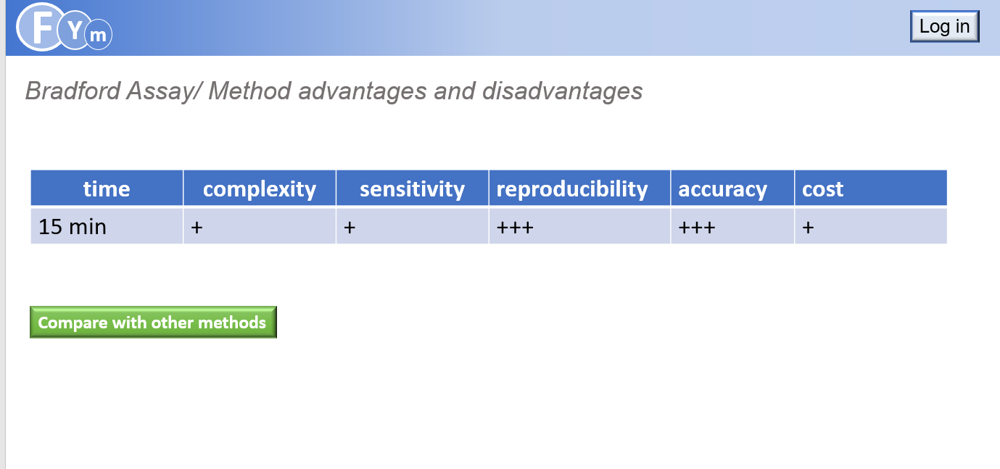 F Y m
Log in
Bradford Assay/ Method advantages and disadvantages
time complexity sensitivity reproducibility accuracy cost
15 min + + +++ +++ +
Compare with other methods